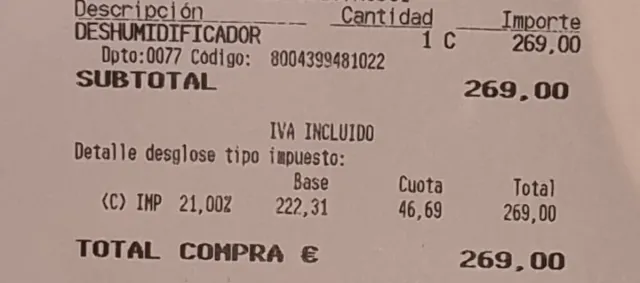 Descripción Cantidad Importe
DESHUMIDIFICADOR 1 C 269,00
Dpto:0077 Código: 8004399481022
SUBTOTAL 269,00
IVA INCLUIDO
Detalle desglose tipo impuesto:
Base Cuota Total
(C) IMP 21,00% 222,31 46,69 269,00
TOTAL COMPRA € 269,00